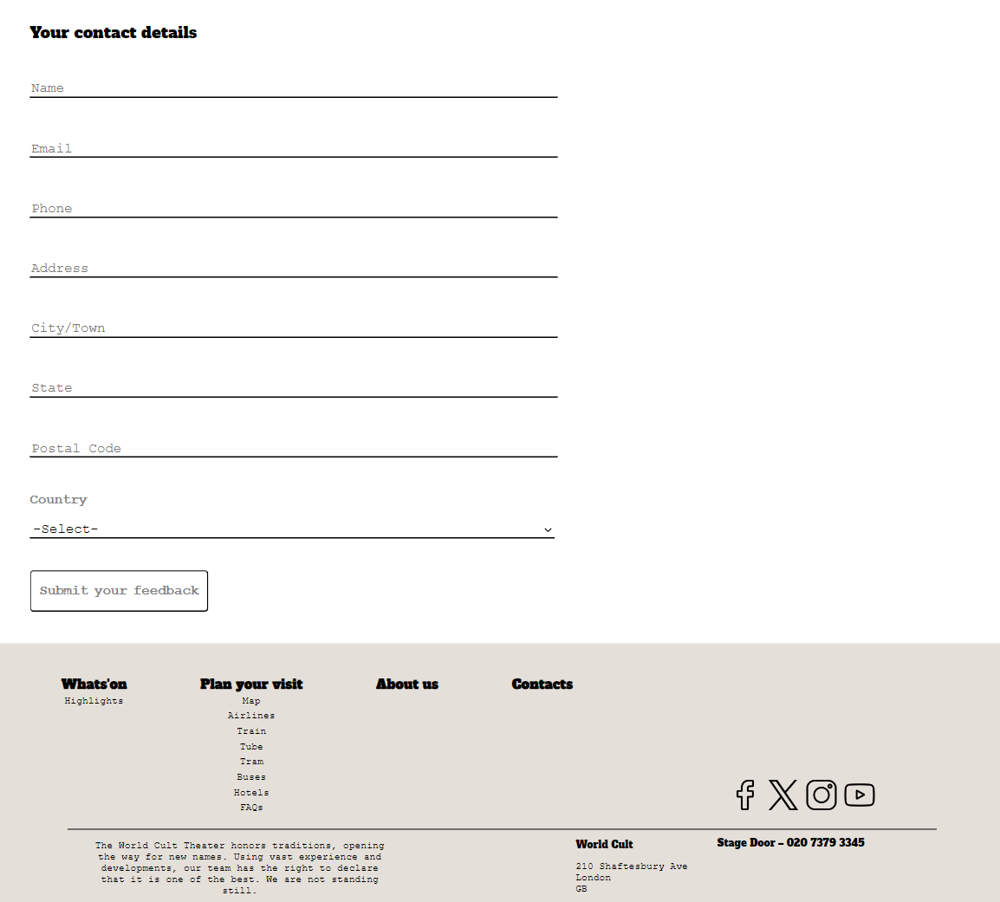 Your contact details
Name
Email
Phone
Address
City/Town
State
Postal Code
Country
-Select-
Submit your feedback
Whats'on
Highlights
Plan your visit
Map
Airlines
Train
Tube
Tram
Buses
Hotels
FAQs
About us
Contacts
The World Cult Theater honors traditions, opening
the way for new names. Using vast experience and
developments, our team has the right to declare
that it is one of the best. We are not standing
still.
World Cult
210 Shaftesbury Ave
London
GB
Stage Door – 020 7379 3345